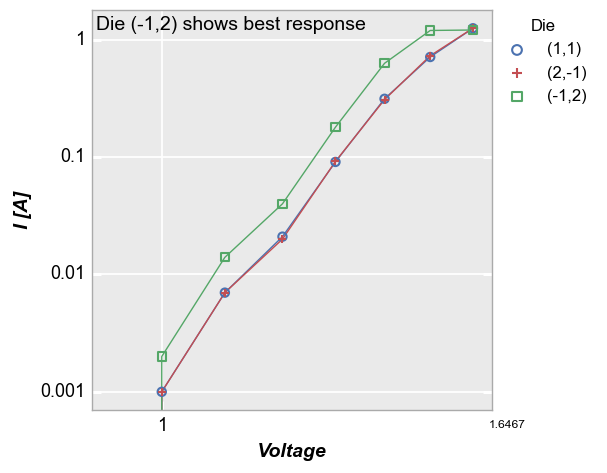 Die (-1,2) shows best response
Die
(1,1)
(2,-1)
(-1,2)
1
0.1
0.01
0.001
I [A]
1
1.6467
Voltage